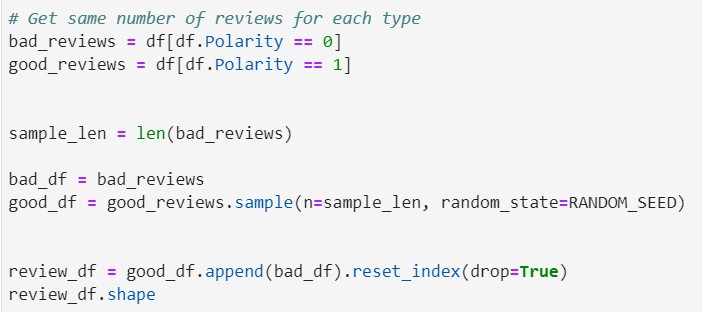 # Get same number of reviews for each type
bad_reviews = df[df.Polarity == 0]
good_reviews = df[df.Polarity == 1]
sample_len = len(bad_reviews)
bad_df = bad_reviews
good_df = good_reviews.sample(n=sample_len, random_state=RANDOM_SEED)
review_df = good_df.append(bad_df).reset_index(drop=True)
review_df.shape